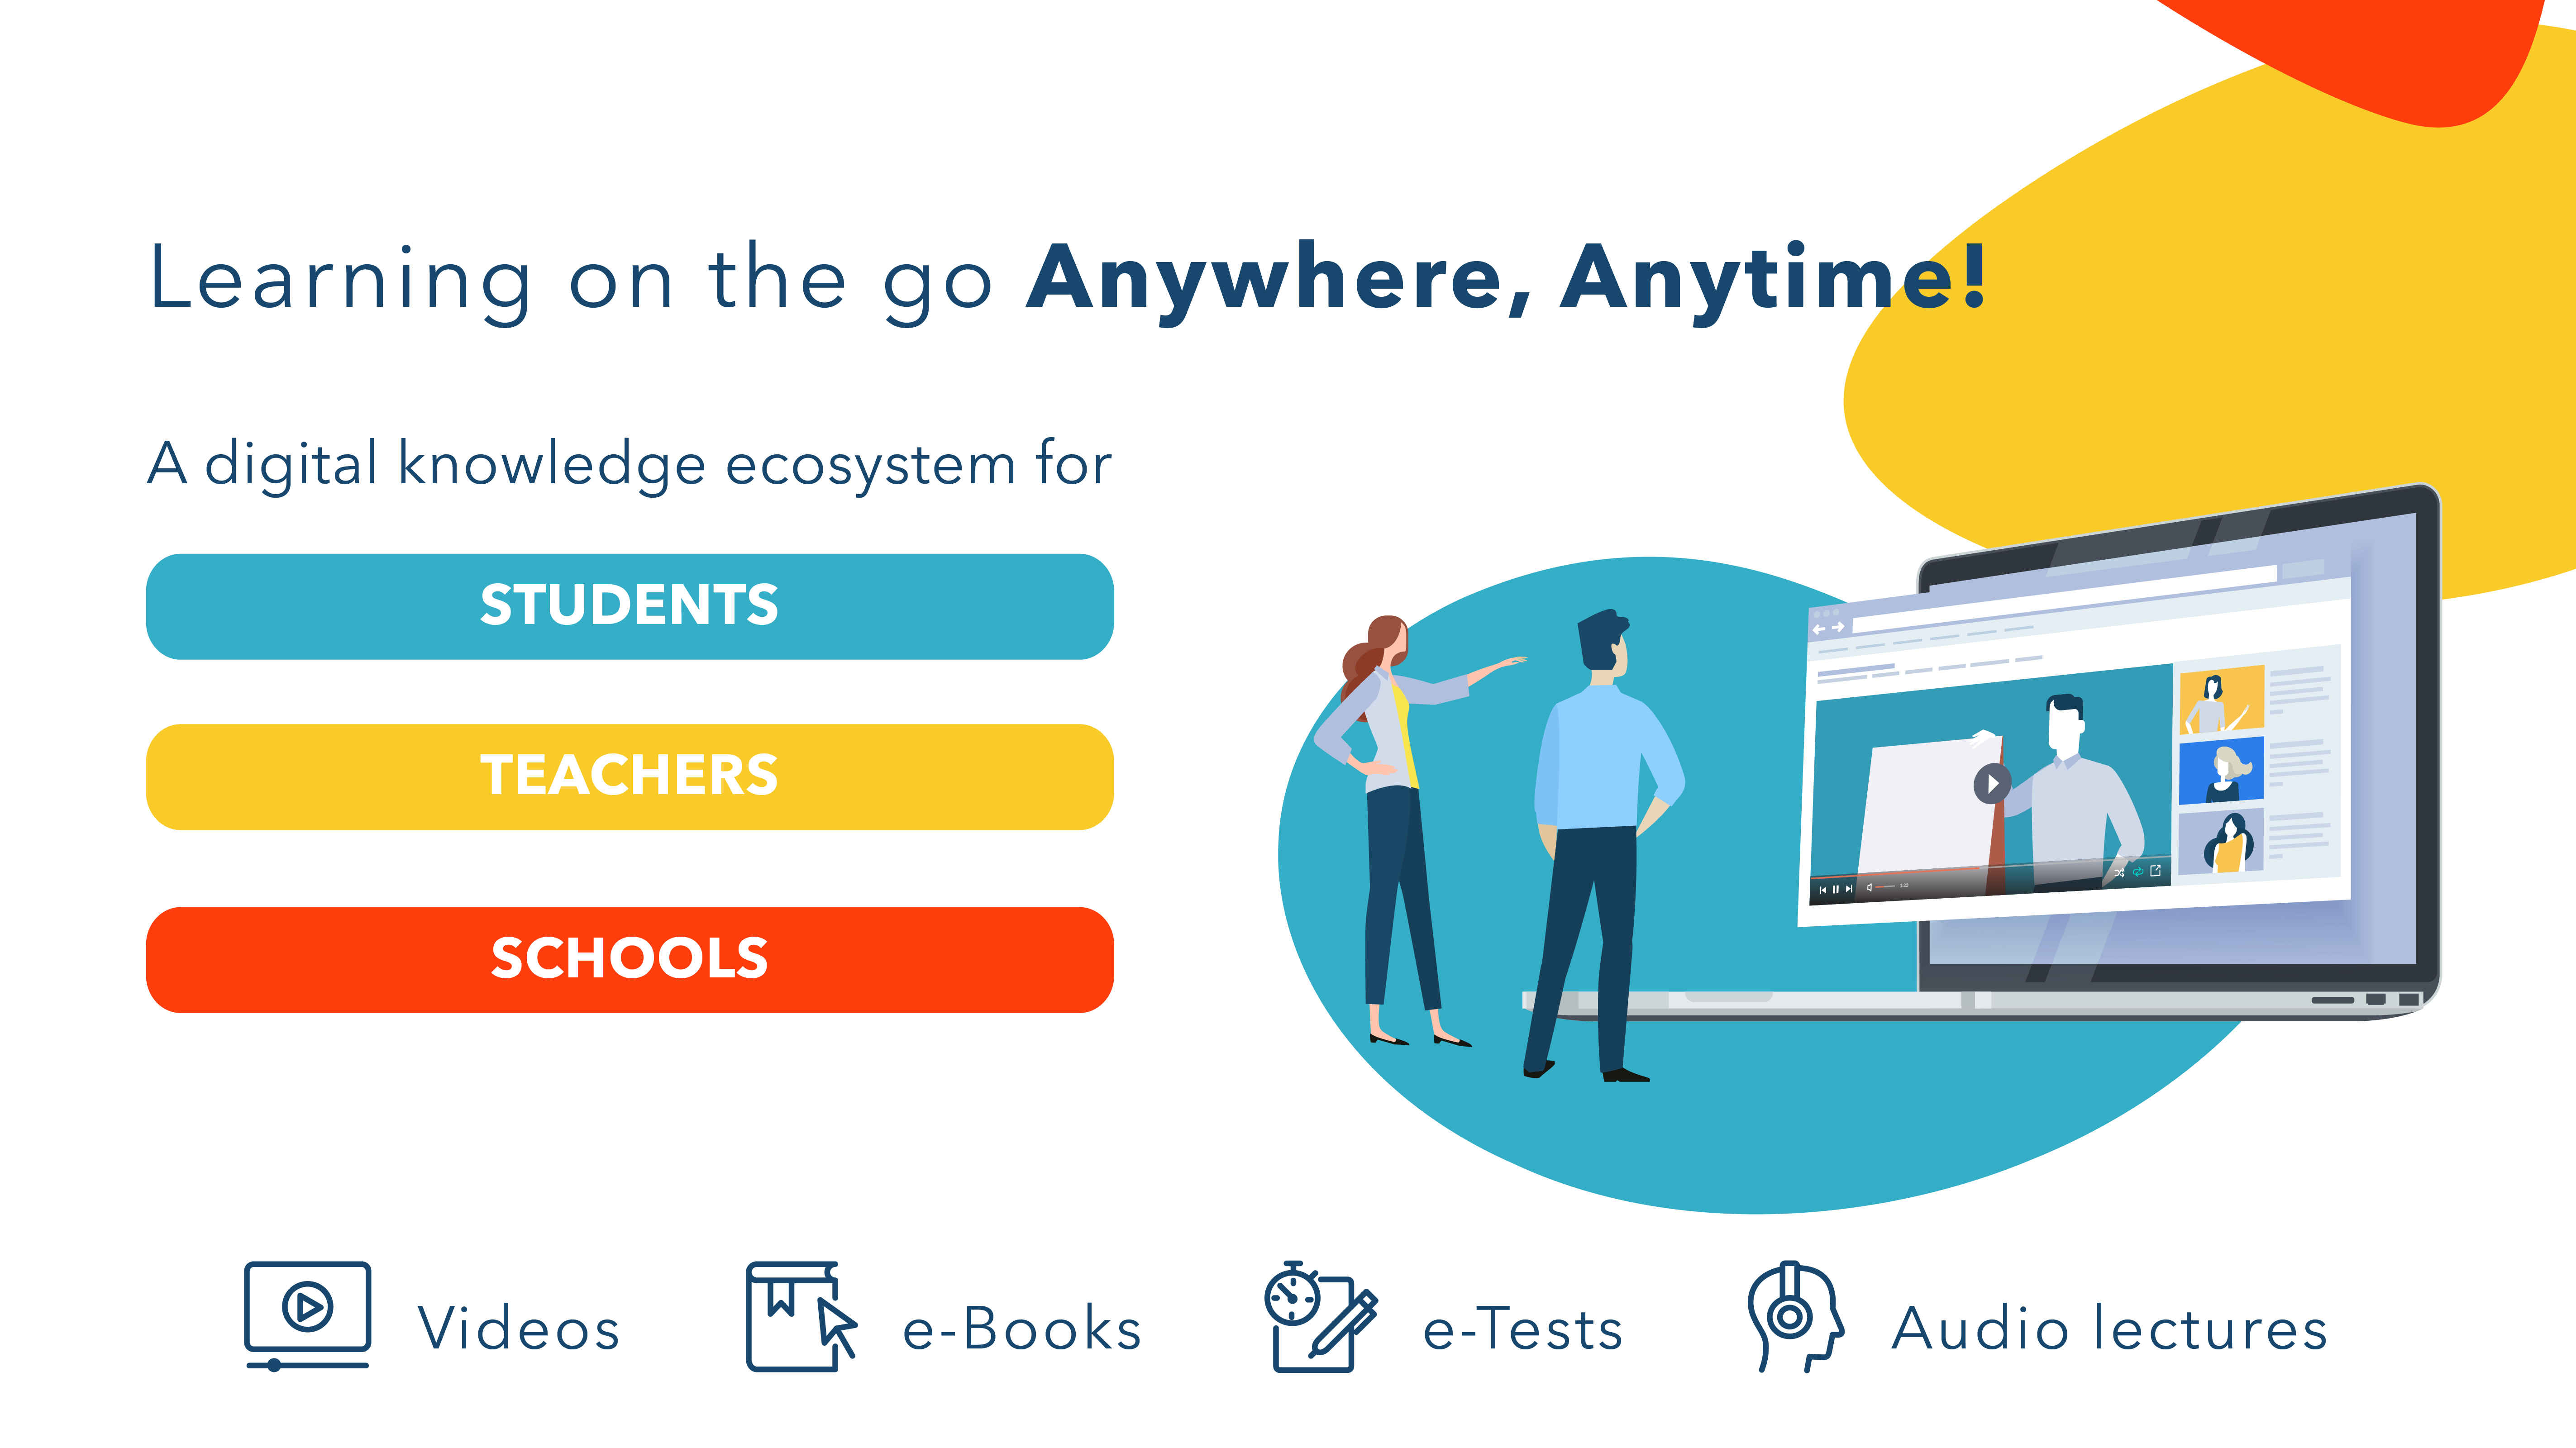 Learning on the go Anywhere, Anytime!
A digital knowledge ecosystem for
STUDENTS
TEACHERS
SCHOOLS
Videos
e-Books
e-Tests
Audio lectures